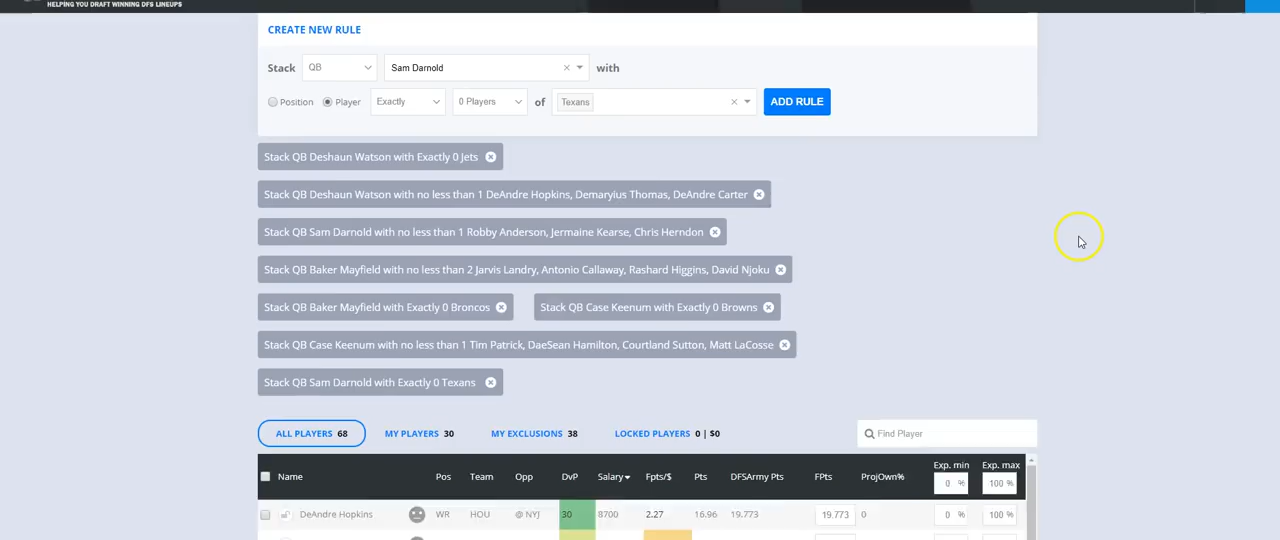 HELPING YOU DRAFT WINNING DFS LINEUPS
CREATE NEW RULE
Stack QB Sam Darnold × with
Position Player Exactly 0 Players of Texans × ADD RULE
Stack QB Deshaun Watson with Exactly 0 Jets
Stack QB Deshaun Watson with no less than 1 DeAndre Hopkins, Demaryius Thomas, DeAndre Carter
Stack QB Sam Darnold with no less than 1 Robby Anderson, Jermaine Kearse, Chris Herndon
Stack QB Baker Mayfield with no less than 2 Jarvis Landry, Antonio Callaway, Rashard Higgins, David Njoku
Stack QB Baker Mayfield with Exactly 0 Broncos Stack QB Case Keenum with Exactly 0 Browns
Stack QB Case Keenum with no less than 1 Tim Patrick, DaeSean Hamilton, Courtland Sutton, Matt LaCosse
Stack QB Sam Darnold with Exactly 0 Texans
ALL PLAYERS 68 MY PLAYERS 30 MY EXCLUSIONS 38 LOCKED PLAYERS 0 | $0 Find Player
Name Pos Team Opp DvP Salary Fpts/$ Pts DFSArmy Pts FPts ProjOwn% Exp. min 0 % Exp. max 100 %
DeAndre Hopkins WR HOU @ NYJ 30 8700 2.27 16.96 19.773 19.773 0 0 % 100 %